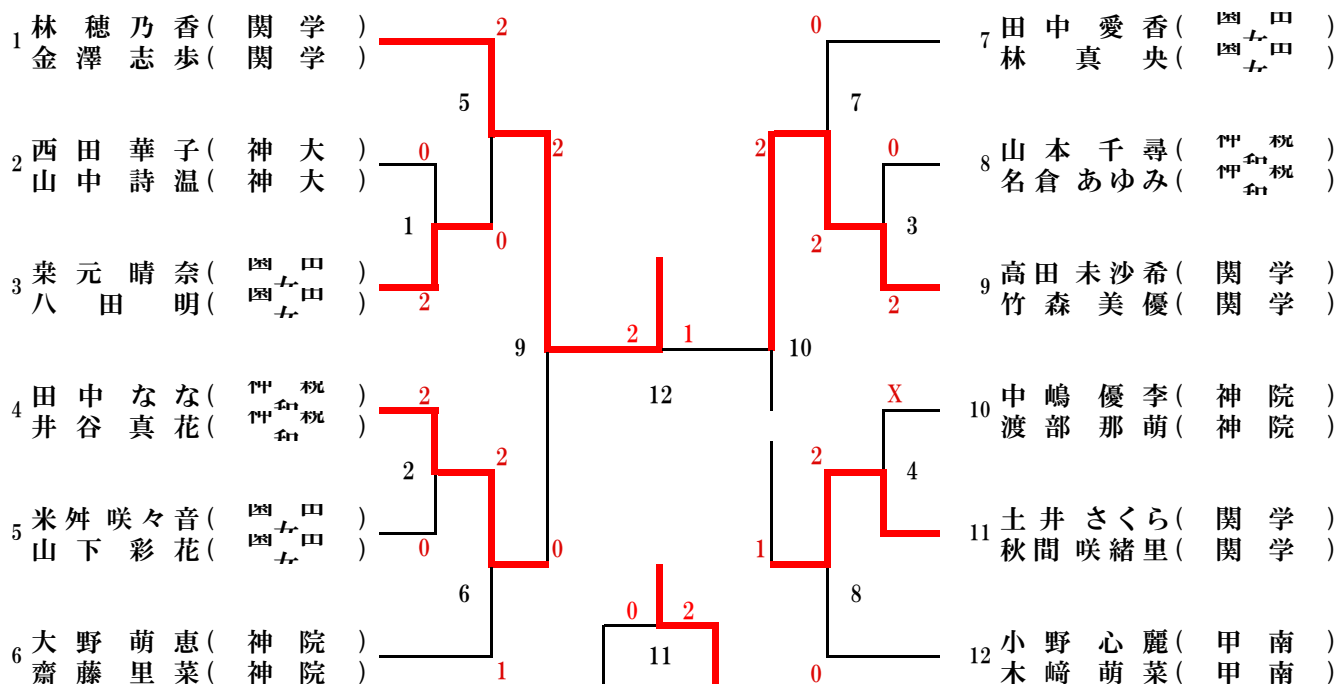 1 林 穂 乃 香 ( 関 学 )
金 澤 志 歩 ( 関 学 )
2 西 田 華 子 ( 神 大 )
山 中 詩 温 ( 神 大 )
3 桒 元 晴 奈 ( )
八 田 明 ( )
4 田 中 な な ( )
井 谷 真 花 ( )
5 米 舛 咲 々 音 ( )
山 下 彩 花 ( )
6 大 野 萌 恵 ( 神 院 )
齋 藤 里 菜 ( 神 院 )
2
5
0
2
1
0
2
9
2
2
2
0
0
6
1
2 1
12
0 2
11
0
7
2
0
3
2
2
10
X
2
4
1
8
0
7 田 中 愛 香 ( )
林 真 央 ( )
8 山 本 千 尋 ( )
名 倉 あ ゆ み ( )
9 高 田 未 沙 希 ( 関 学 )
竹 森 美 優 ( 関 学 )
10 中 嶋 優 李 ( 神 院 )
渡 部 那 萌 ( 神 院 )
11 土 井 さ く ら ( 関 学 )
秋 間 咲 緒 里 ( 関 学 )
12 小 野 心 麗 ( 甲 南 )
木 﨑 萌 菜 ( 甲 南 )